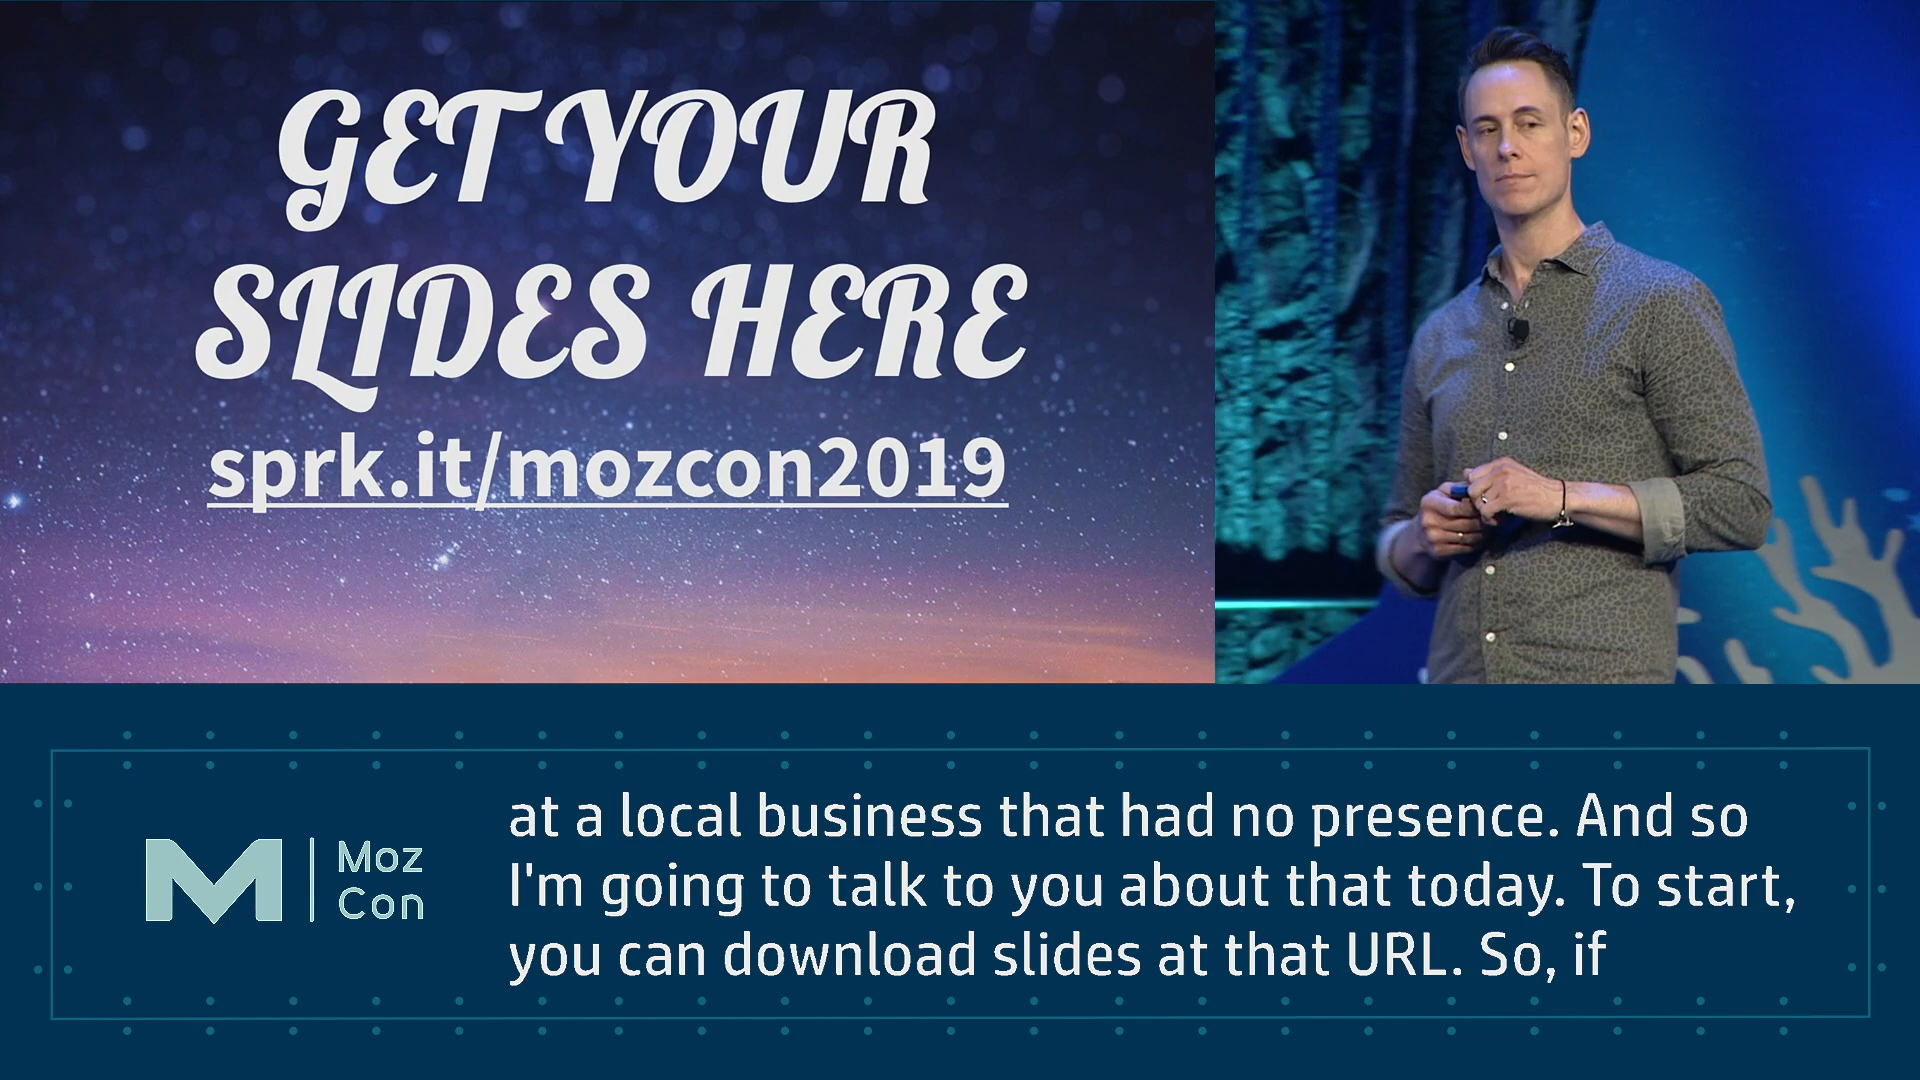 GET YOUR
SLIDES HERE
sprk.it/mozcon2019
Moz
Con
at a local business that had no presence. And so
I'm going to talk to you about that today. To start,
you can download slides at that URL. So, if